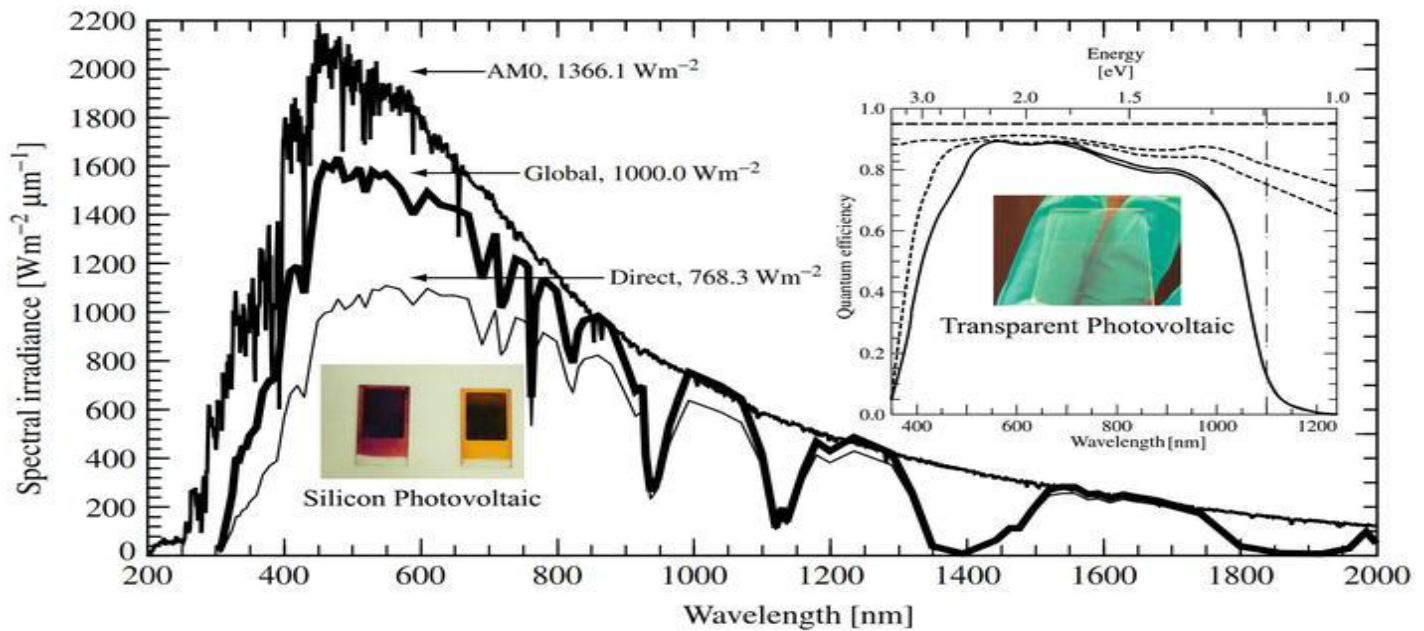 2200
2000
1800
1600
1400
1200
1000
800
600
400
200
0
Spectral irradiance [Wm⁻² μm⁻¹]
AM0, 1366.1 Wm⁻²
Global, 1000.0 Wm⁻²
Direct, 768.3 Wm⁻²
Silicon Photovoltaic
200 400 600 800 1000 1200 1400 1600 1800 2000
Wavelength [nm]
Energy
[eV]
3.0 2.0 1.5 1.0
1.0
0.8
0.6
0.4
0.2
0.0
Quantum efficiency
Transparent Photovoltaic
400 600 800 1000 1200
Wavelength [nm]